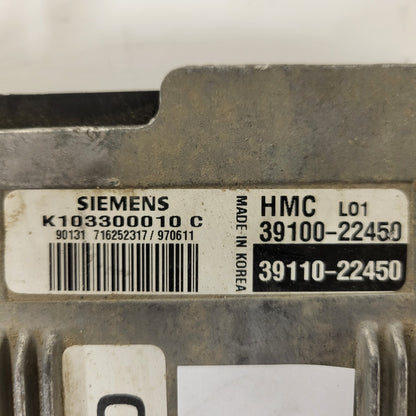 SIEMENS
K103300010 C
90131 716252317 / 970611
MADE IN KOREA
HMC L01
39100-22450
39110-22450